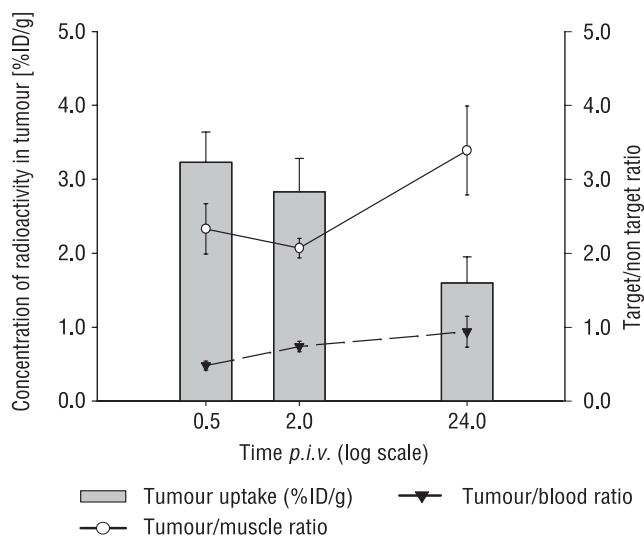 Concentration of radioactivity in tumour [%ID/g]
5.0
4.0
3.0
2.0
1.0
0.0
5.0
4.0
3.0
2.0
1.0
0.0
Target/non target ratio
0.5 2.0 24.0
Time p.i.v. (log scale)
Tumour uptake (%ID/g) Tumour/blood ratio
Tumour/muscle ratio